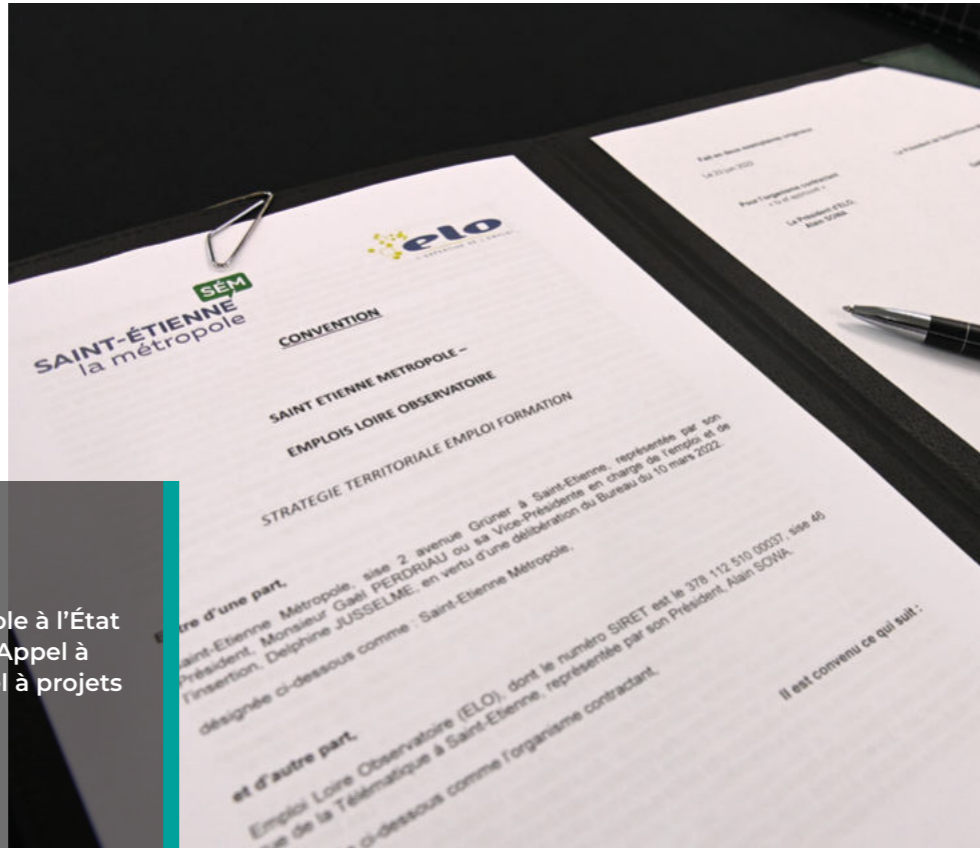 SÉM
SAINT-ÉTIENNE
la métropole
elo
L'EXPERTISE DE L'EMPLOI
CONVENTION
SAINT ETIENNE METROPOLE –
EMPLOIS LOIRE OBSERVATOIRE
STRATEGIE TERRITORIALE EMPLOI FORMATION
Entre d'une part,
Saint-Etienne Métropole, sise 2 avenue Grüner à Saint-Etienne, représentée par son
Président, Monsieur Gaël PERDRIAU ou sa Vice-Présidente en charge de l'emploi et de
l'insertion, Delphine JUSSELME, en vertu d'une délibération du Bureau du 10 mars 2022.
désignée ci-dessous comme : Saint-Etienne Métropole,
et d'autre part,
Emploi Loire Observatoire (ELO), dont le numéro SIRET est le 378 112 510 00037, sise 46
rue de la Télématique à Saint-Etienne, représentée par son Président, Alain SOWA.
ci-dessous comme l'organisme contractant,
Il est convenu ce qui suit :
Fait en deux exemplaires originaux
Pour l'organisme contractant
« lu et approuvé »
Le Président d'ELO,
Alain SOWA
à l'État
Appel à
à projets